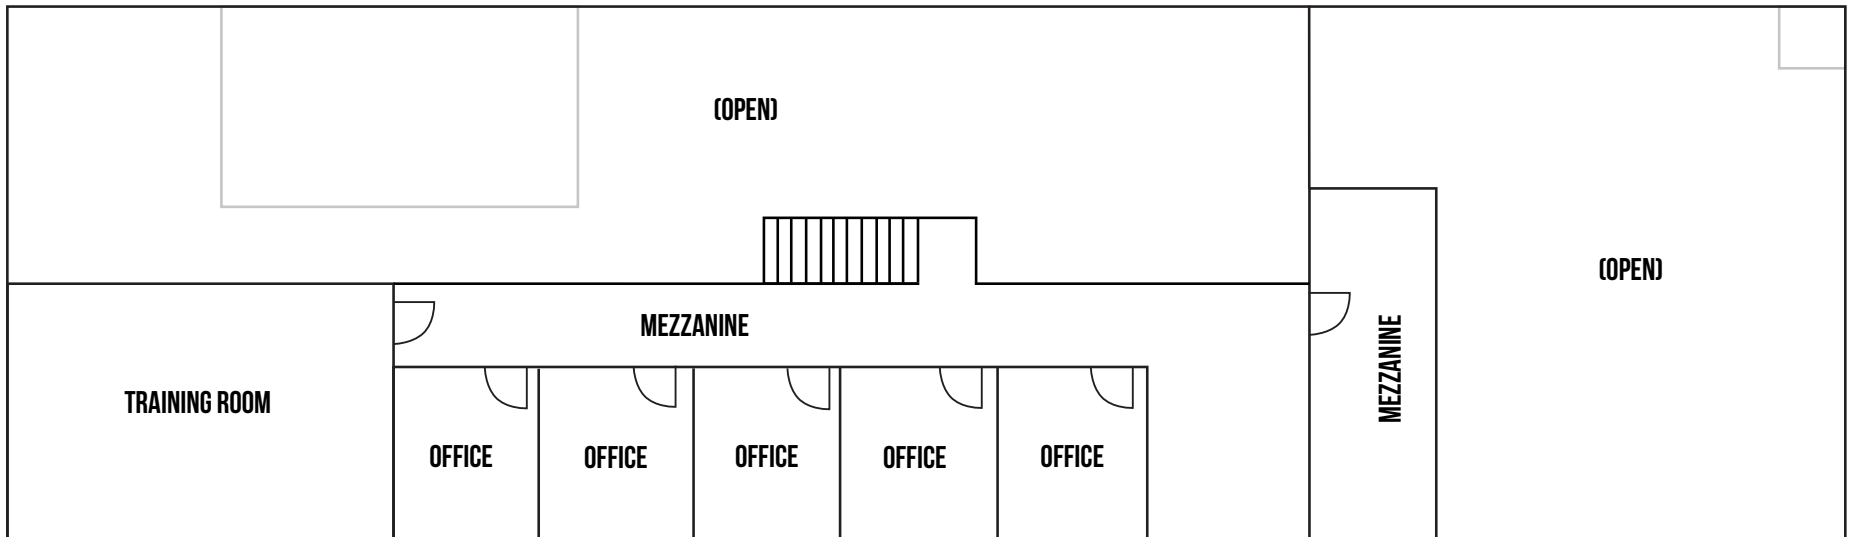 (OPEN)
(OPEN)
MEZZANINE
MEZZANINE
TRAINING ROOM
OFFICE
OFFICE
OFFICE
OFFICE
OFFICE